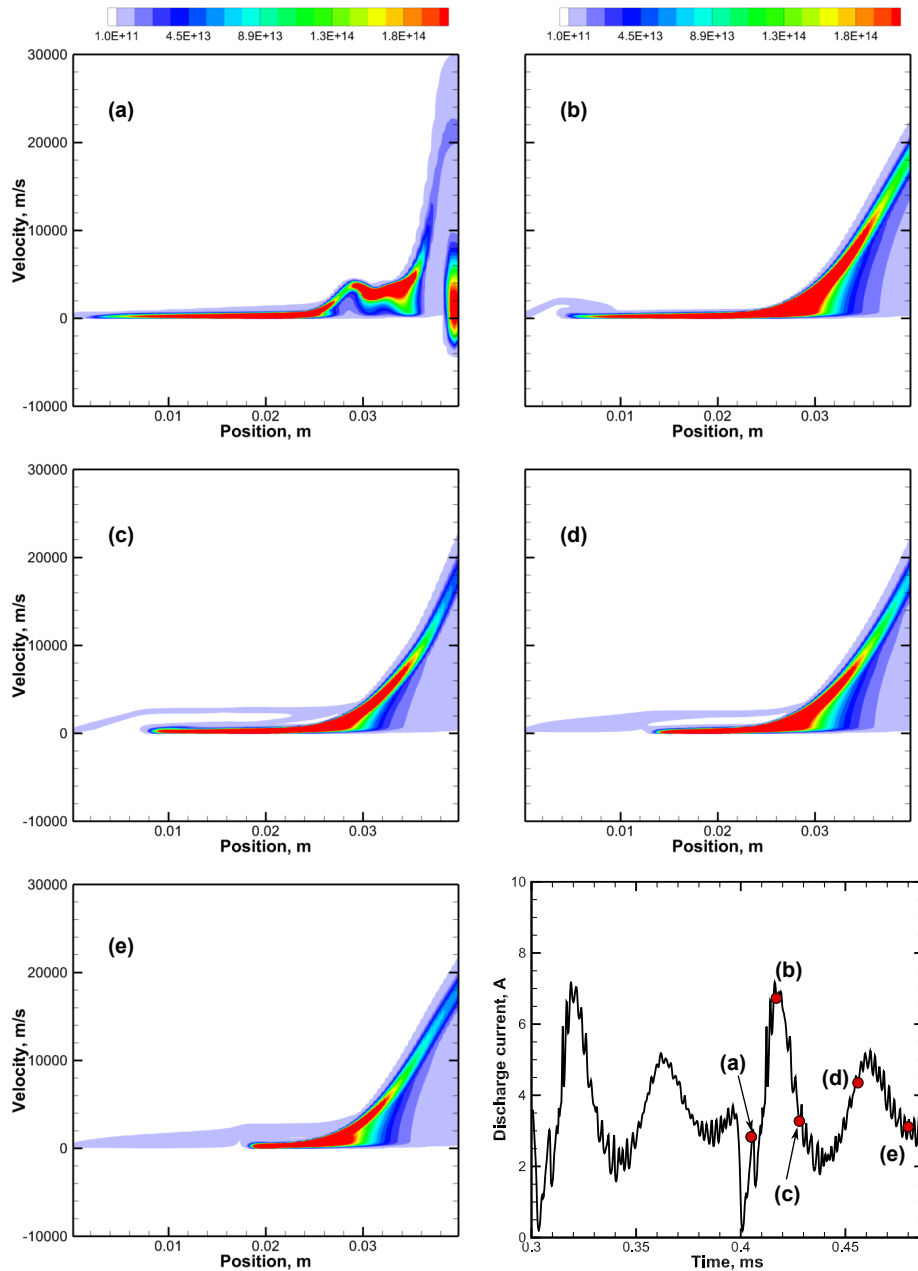 1.0E+11 4.5E+13 8.9E+13 1.3E+14 1.8E+14
1.0E+11 4.5E+13 8.9E+13 1.3E+14 1.8E+14
(a)
30000
20000
10000
0
-10000
Velocity, m/s
0.01 0.02 0.03
Position, m
(b)
0.01 0.02 0.03
Position, m
(c)
30000
20000
10000
0
-10000
Velocity, m/s
0.01 0.02 0.03
Position, m
(d)
0.01 0.02 0.03
Position, m
(e)
30000
20000
10000
0
-10000
Velocity, m/s
0.01 0.02 0.03
Position, m
10
8
6
4
2
0
Discharge current, A
(a)
(b)
(c)
(d)
(e)
0.3 0.35 0.4 0.45
Time, ms